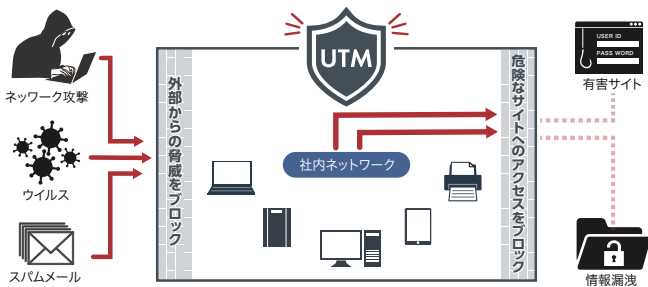 UTM
ネットワーク攻撃
ウイルス
スパムメール
外部からの脅威をブロック
社内ネットワーク
危険なサイトへのアクセスをブロック
USER ID
PASS WORD
有害サイト
情報漏洩